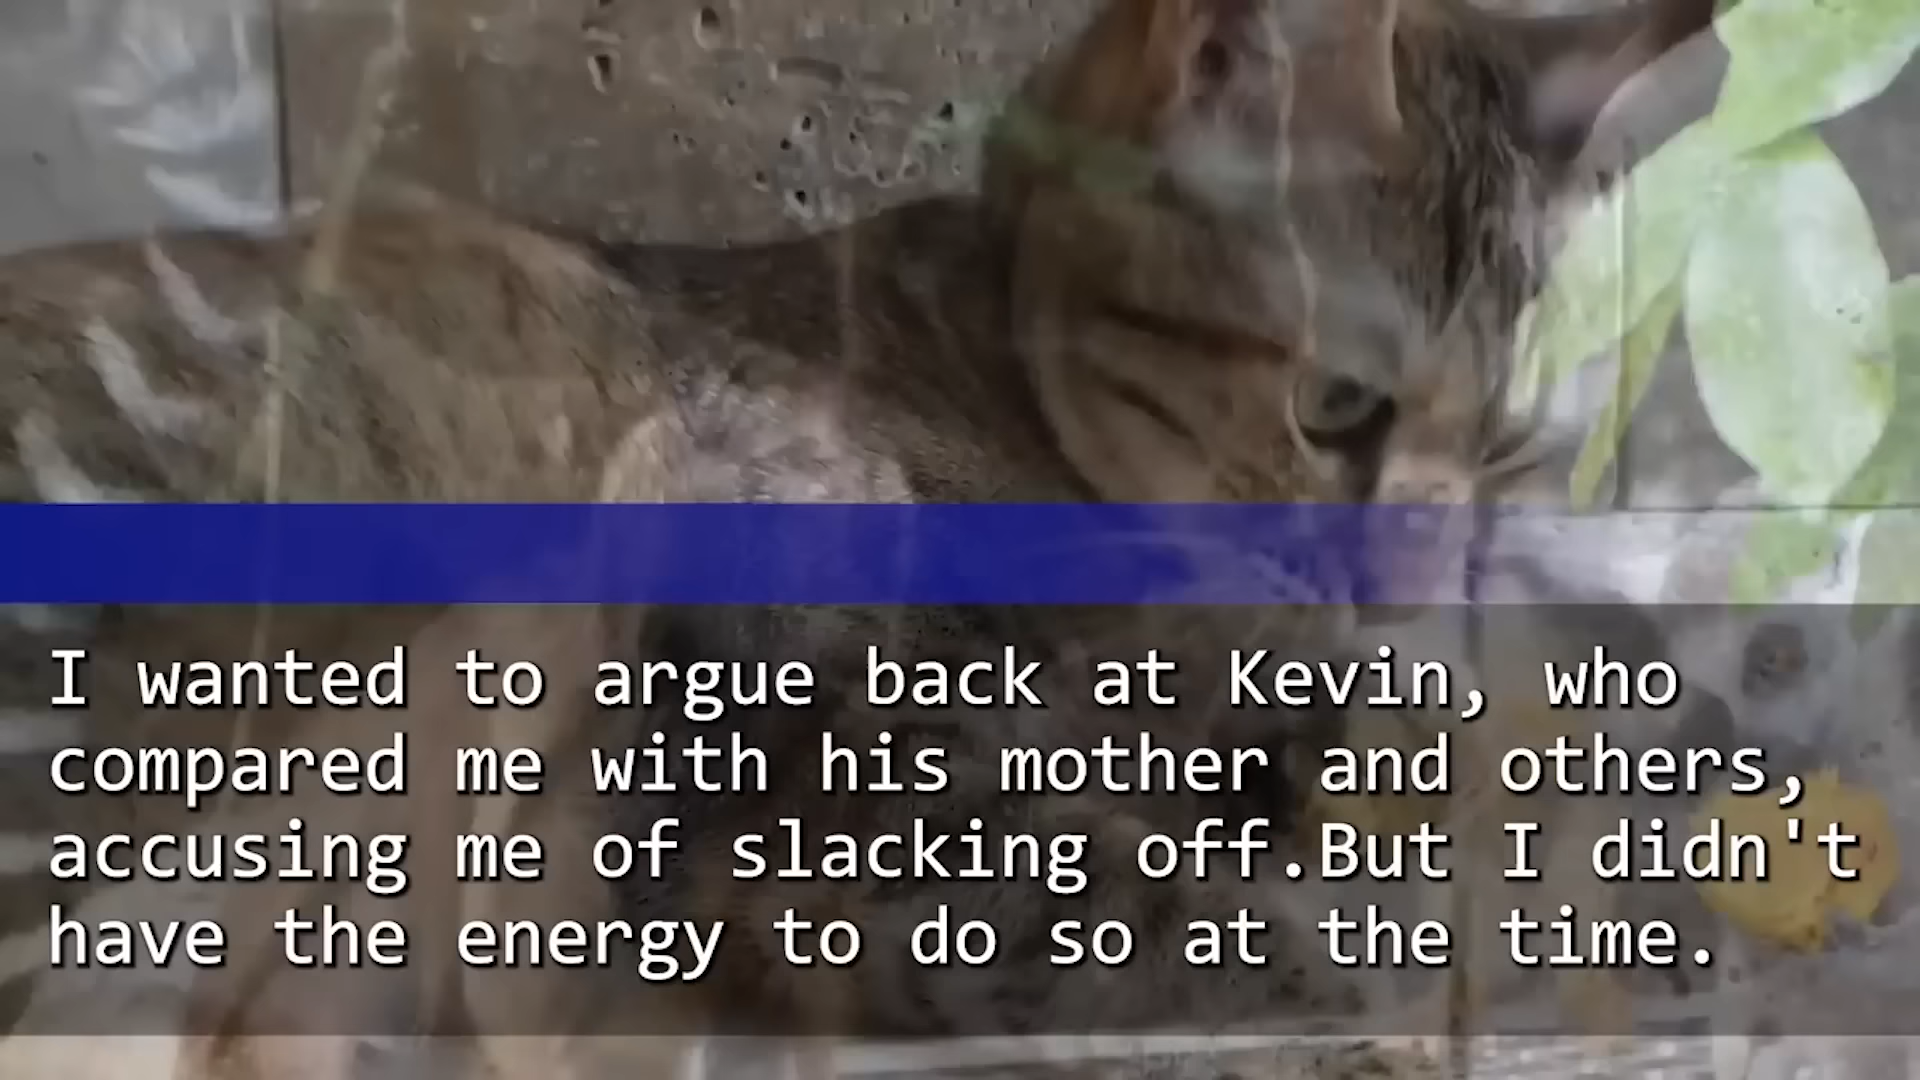 I wanted to argue back at Kevin, who
compared me with his mother and others,
accusing me of slacking off.But I didn't
have the energy to do so at the time.